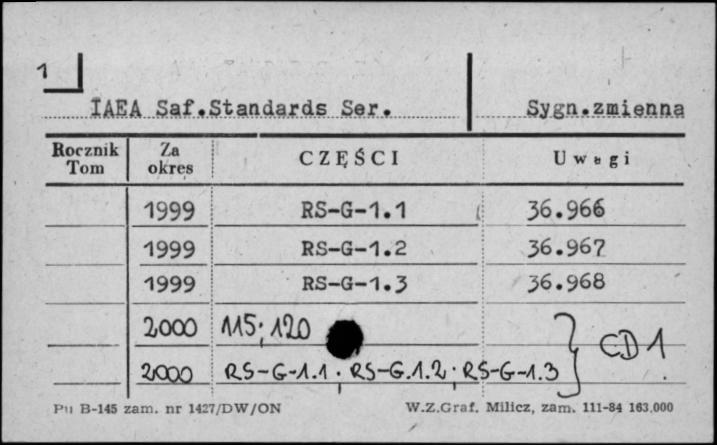 1
IAEA Saf.Standards Ser. Sygn.zmienna
Rocznik Tom Za okres CZĘŚCI Uwagi
1999 RS-G-1.1 36.966
1999 RS-G-1.2 36.967
1999 RS-G-1.3 36.968
2000 115; 120 CD 1
2000 RS-G-1.1; RS-G.1.2; RS-G-1.3
Pu B-145 zam. nr 1427/DW/ON W.Z.Graf. Milicz, zam. 111-84 163.000